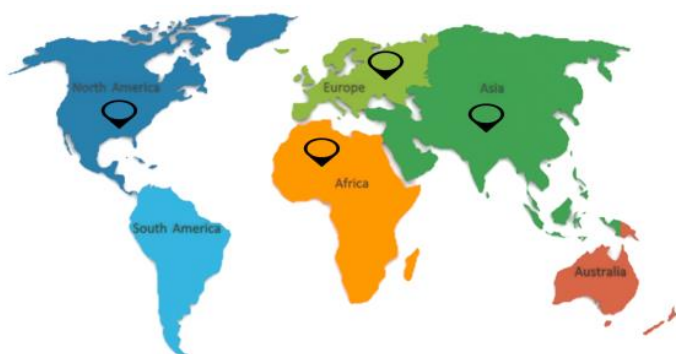 North America
Europe
Asia
Africa
South America
Australia